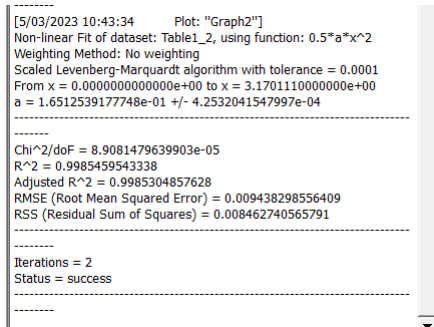 --------
[5/03/2023 10:43:34 Plot: "Graph2"]
Non-linear Fit of dataset: Table1_2, using function: 0.5*a*x^2
Weighting Method: No weighting
Scaled Levenberg-Marquardt algorithm with tolerance = 0.0001
From x = 0.0000000000000e+00 to x = 3.1701110000000e+00
a = 1.6512539177748e-01 +/- 4.2532041547997e-04
--------------------------------------------------------------------------------
-------
Chi^2/doF = 8.9081479639903e-05
R^2 = 0.9985459543338
Adjusted R^2 = 0.9985304857628
RMSE (Root Mean Squared Error) = 0.009438298556409
RSS (Residual Sum of Squares) = 0.008462740565791
--------------------------------------------------------------------------------
--------
Iterations = 2
Status = success
--------------------------------------------------------------------------------
--------